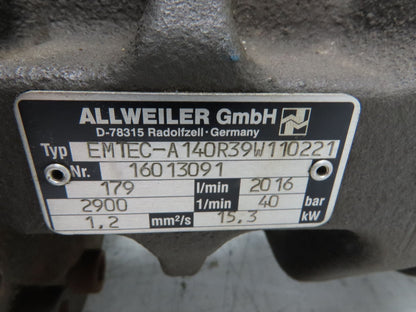 ALLWEILER GmbH
D-78315 Radolfzell · Germany
Typ EMTEC-A140R39W110221
Nr. 16013091
179 l/min 2016
2900 1/min 40 bar
1,2 mm²/s 15,3 kW